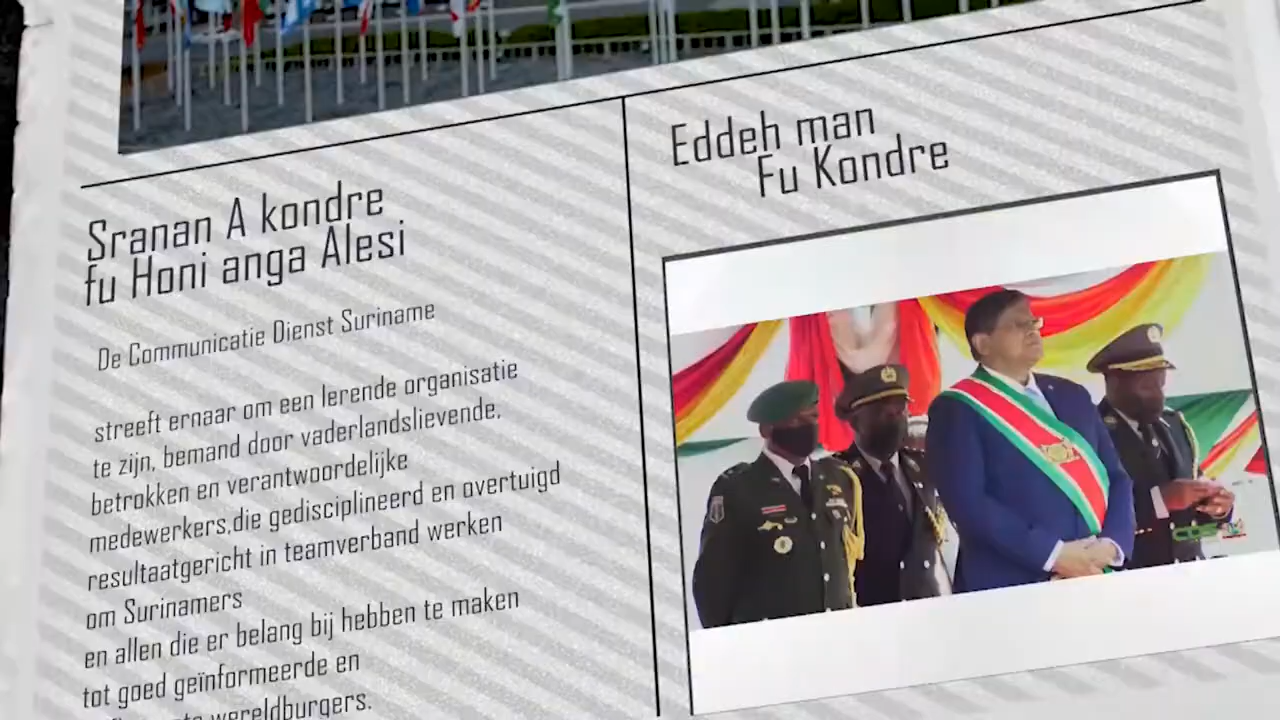 Sranan A kondre
fu Honi anga Alesi
De Communicatie Dienst Suriname
streeft ernaar om een lerende organisatie
te zijn, bemand door vaderlandslievende,
betrokken en verantwoordelijke
medewerkers,die gedisciplineerd en overtuigd
resultaatgericht in teamverband werken
om Surinamers
en allen die er belang bij hebben te maken
tot goed geïnformeerde en
wereldburgers.
Eddeh man
Fu Kondre
CDS